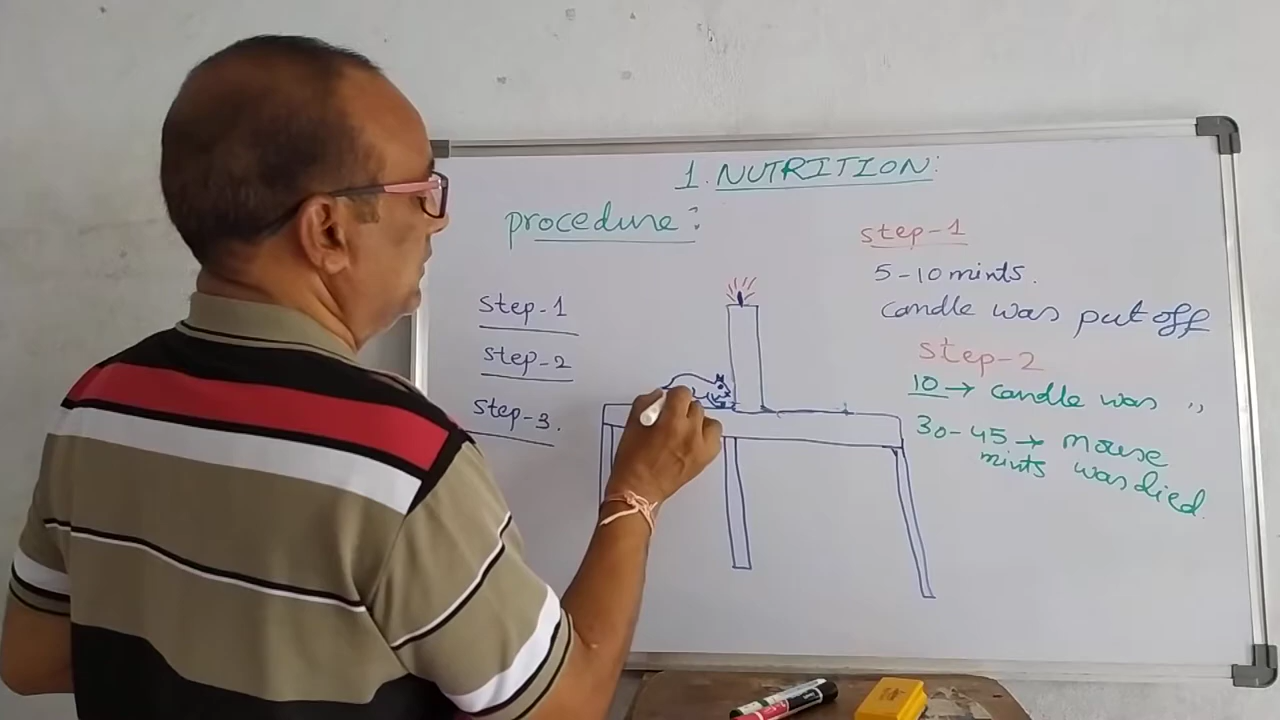 1. NUTRITION:
procedure:
Step-1
Step-2
Step-3.
Step-1
5-10 mints.
candle was put off
Step-2
10 → candle was ,,
30-45 → mouse
mints was died.